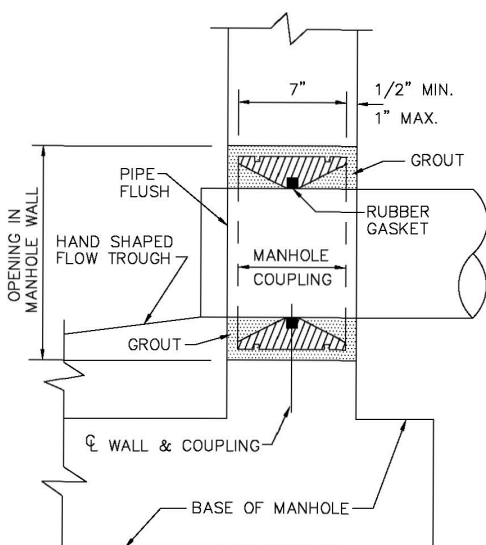 7"
1/2" MIN.
1" MAX.
GROUT
PIPE
FLUSH
RUBBER
GASKET
OPENING IN
MANHOLE WALL
HAND SHAPED
FLOW TROUGH
MANHOLE
COUPLING
GROUT
℄ WALL & COUPLING
BASE OF MANHOLE